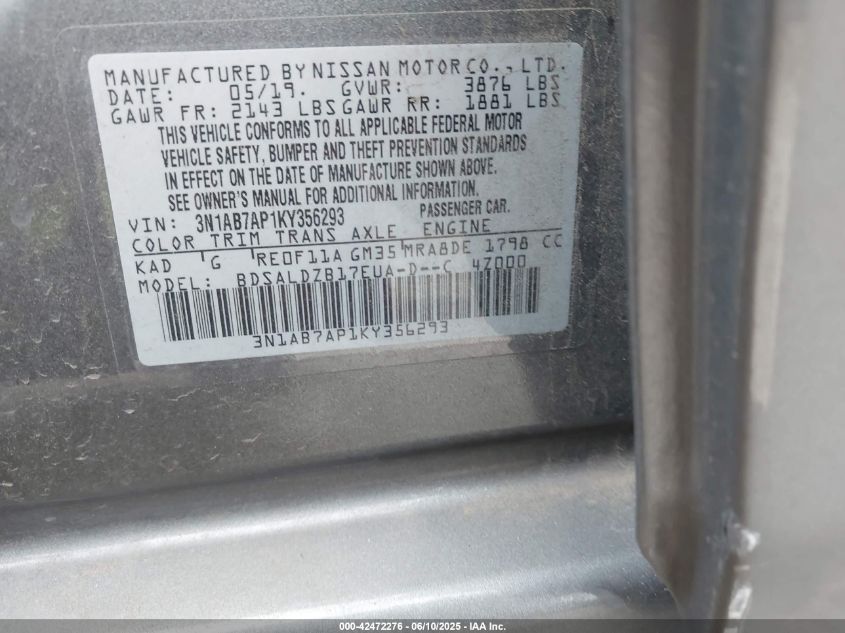 MANUFACTURED BY NISSAN MOTOR CO., LTD.
DATE: 05/19. GVWR: 3876 LBS
GAWR FR: 2143 LBS GAWR RR: 1881 LBS
THIS VEHICLE CONFORMS TO ALL APPLICABLE FEDERAL MOTOR
VEHICLE SAFETY, BUMPER AND THEFT PREVENTION STANDARDS
IN EFFECT ON THE DATE OF MANUFACTURE SHOWN ABOVE.
SEE OWNER'S MANUAL FOR ADDITIONAL INFORMATION.
VIN: 3N1AB7AP1KY356293 PASSENGER CAR.
COLOR TRIM TRANS AXLE ENGINE
KAD G RE0F11A GM35 MRA8DE 1798 CC
MODEL: BDSALDZB17EUA-D--C 4Z000
3N1AB7AP1KY356293
000-42472276 - 06/10/2025 - IAA Inc.